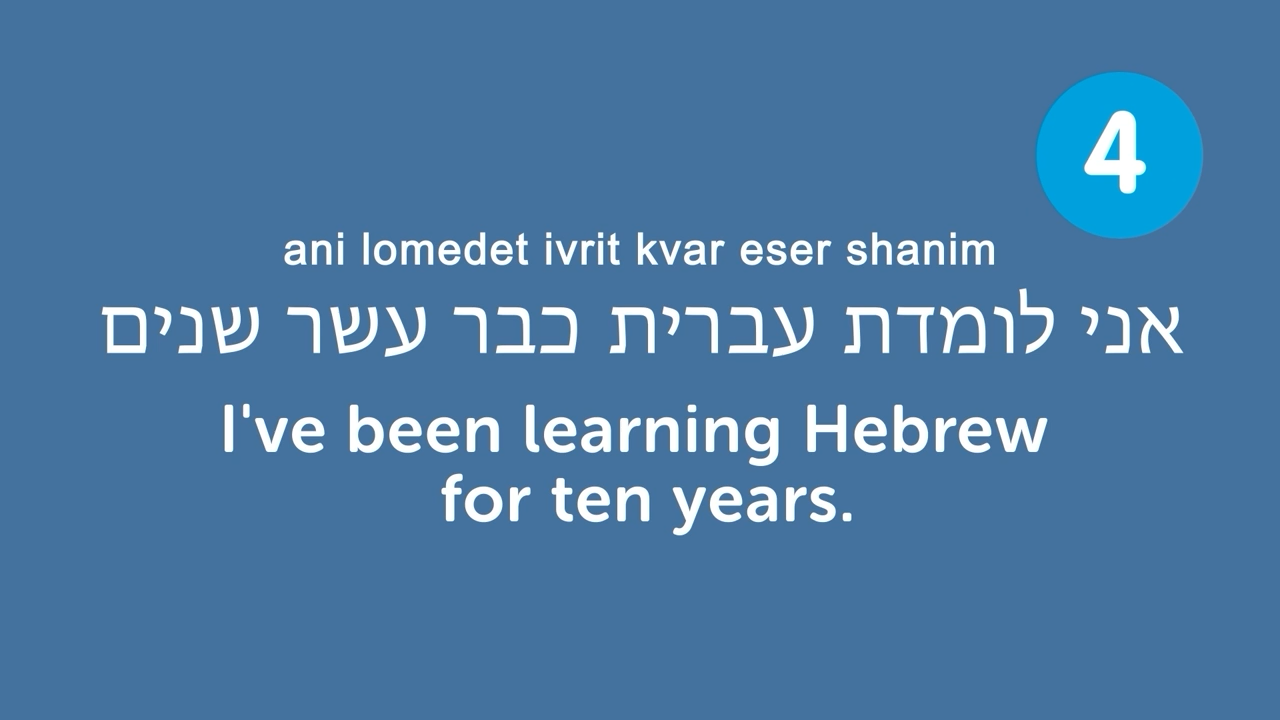 4
ani lomedet ivrit kvar eser shanim
אני לומדת עברית כבר עשר שנים
I've been learning Hebrew
for ten years.